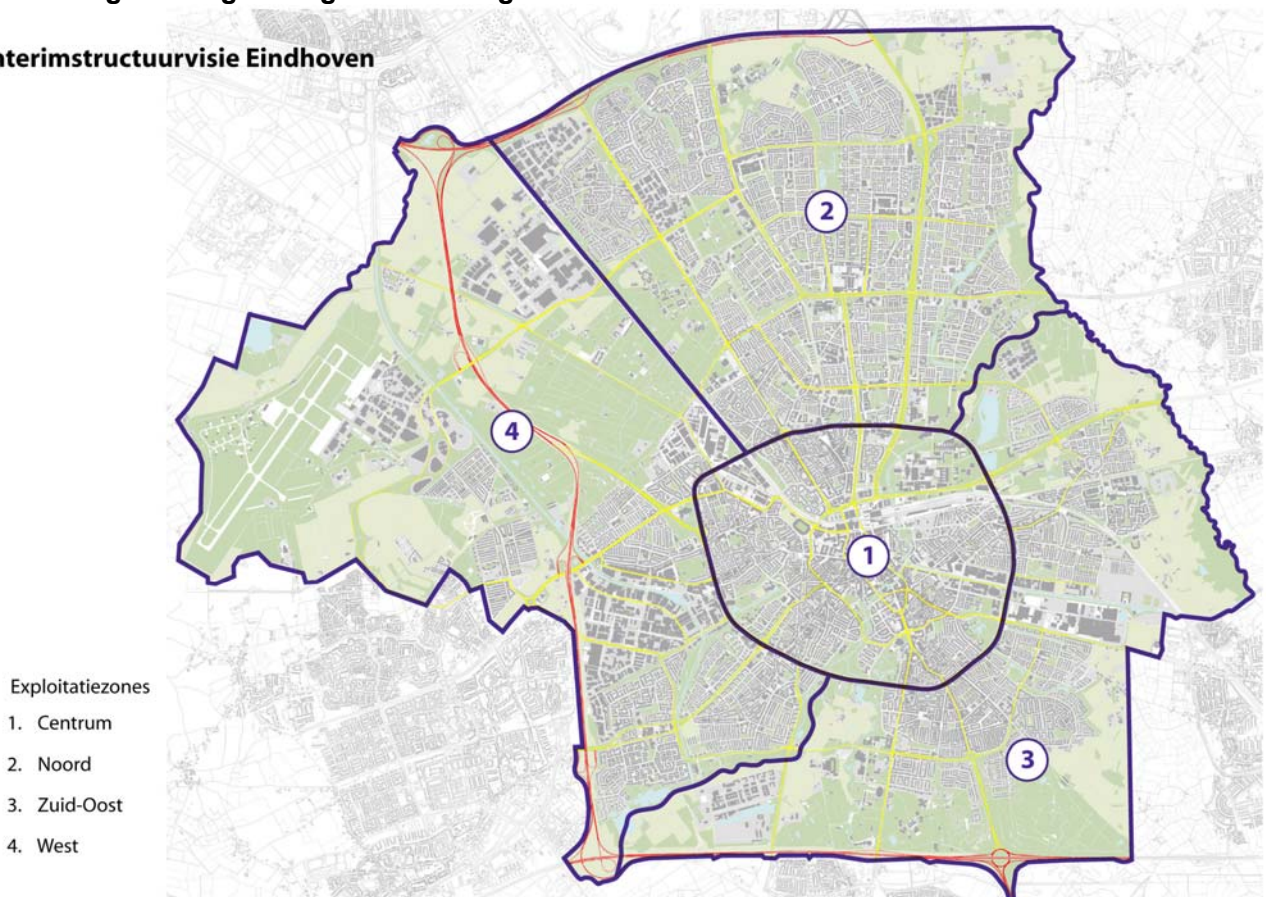 nterimstructuurvisie Eindhoven
2
4
1
3
Exploitatiezones
1. Centrum
2. Noord
3. Zuid-Oost
4. West